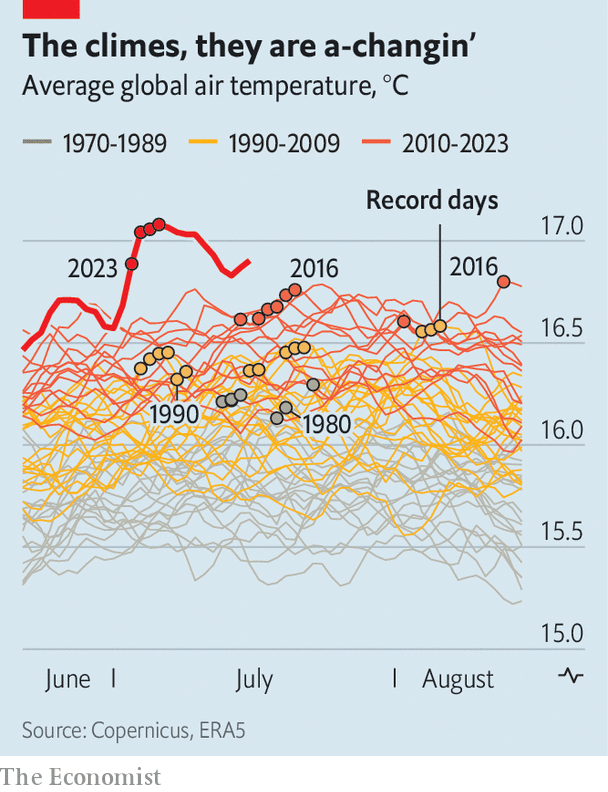 The climes, they are a-changin’
Average global air temperature, °C
1970-1989 1990-2009 2010-2023
Record days
17.0
2023 2016 2016
16.5
1990 1980
16.0
15.5
15.0
June July August
Source: Copernicus, ERA5
The Economist